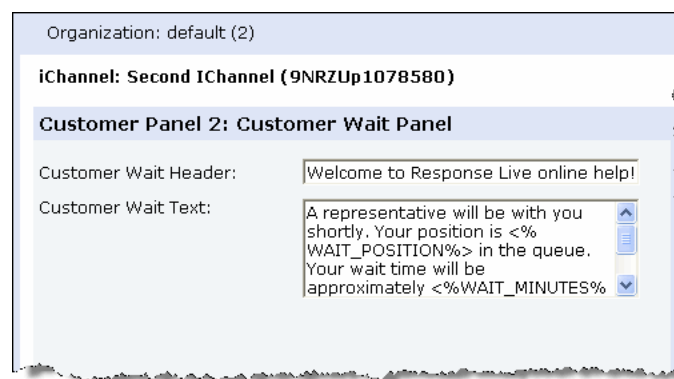 Organization: default (2)
iChannel: Second IChannel (9NRZUp1078580)
Customer Panel 2: Customer Wait Panel
Customer Wait Header:
Welcome to Response Live online help!
Customer Wait Text:
A representative will be with you
shortly. Your position is <%
WAIT_POSITION%> in the queue.
Your wait time will be
approximately <%WAIT_MINUTES%